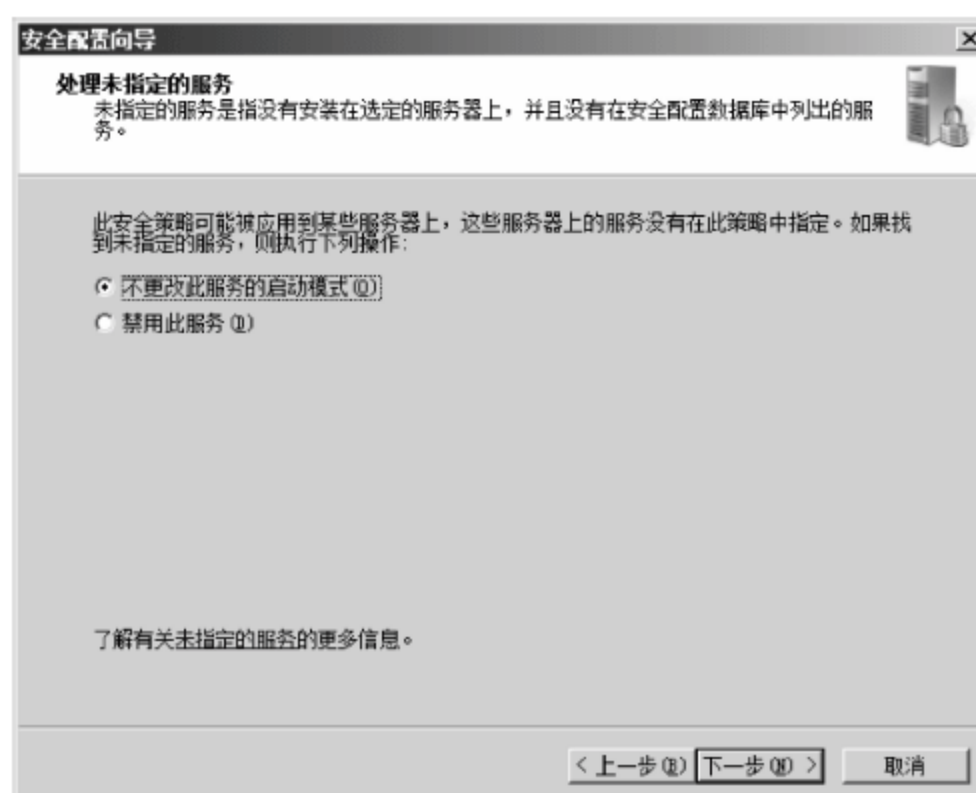 安全配置向导
处理未指定的服务
未指定的服务是指没有安装在选定的服务器上，并且没有在安全配置数据库中列出的服
务。
此安全策略可能被应用到某些服务器上，这些服务器上的服务没有在此策略中指定。如果找
到未指定的服务，则执行下列操作:
不更改此服务的启动模式(O)
禁用此服务(D)
了解有关未指定的服务的更多信息。
< 上一步(B) 下一步(N) > 取消